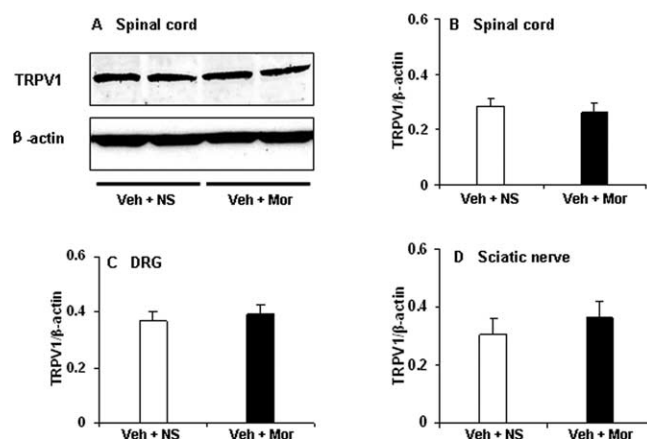 A Spinal cord
TRPV1
β-actin
Veh + NS Veh + Mor
B Spinal cord
TRPV1/β-actin
0.6
0.4
0.2
0
Veh + NS Veh + Mor
C DRG
TRPV1/β-actin
0.6
0.4
0.2
0
Veh + NS Veh + Mor
D Sciatic nerve
TRPV1/β-actin
0.6
0.4
0.2
0
Veh + NS Veh + Mor